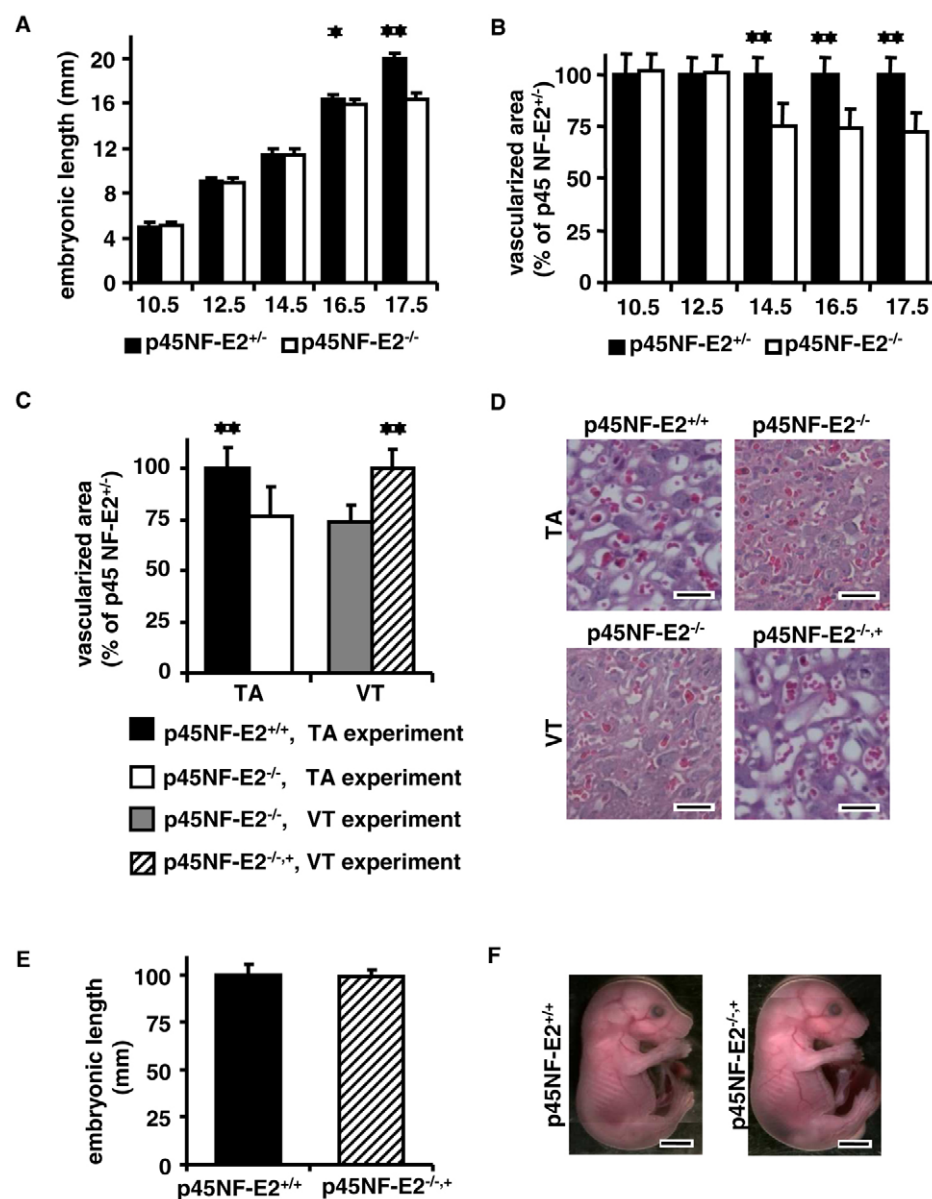 A
embryonic length (mm)
20
16
12
8
4
0
* **
10.5 12.5 14.5 16.5 17.5
p45NF-E2+/- p45NF-E2-/-
B
vascularized area
(% of p45 NF-E2+/-)
100
75
50
25
0
** ** **
10.5 12.5 14.5 16.5 17.5
p45NF-E2+/- p45NF-E2-/-
C
vascularized area
(% of p45 NF-E2+/-)
100
75
50
25
0
** **
TA VT
p45NF-E2+/+, TA experiment
p45NF-E2-/-, TA experiment
p45NF-E2-/-, VT experiment
p45NF-E2-/-,+, VT experiment
D
p45NF-E2+/+ p45NF-E2-/-
TA
p45NF-E2-/- p45NF-E2-/-,+
VT
E
embryonic length
(mm)
100
75
50
25
0
p45NF-E2+/+ p45NF-E2-/-,+
F
p45NF-E2+/+
p45NF-E2-/-,+